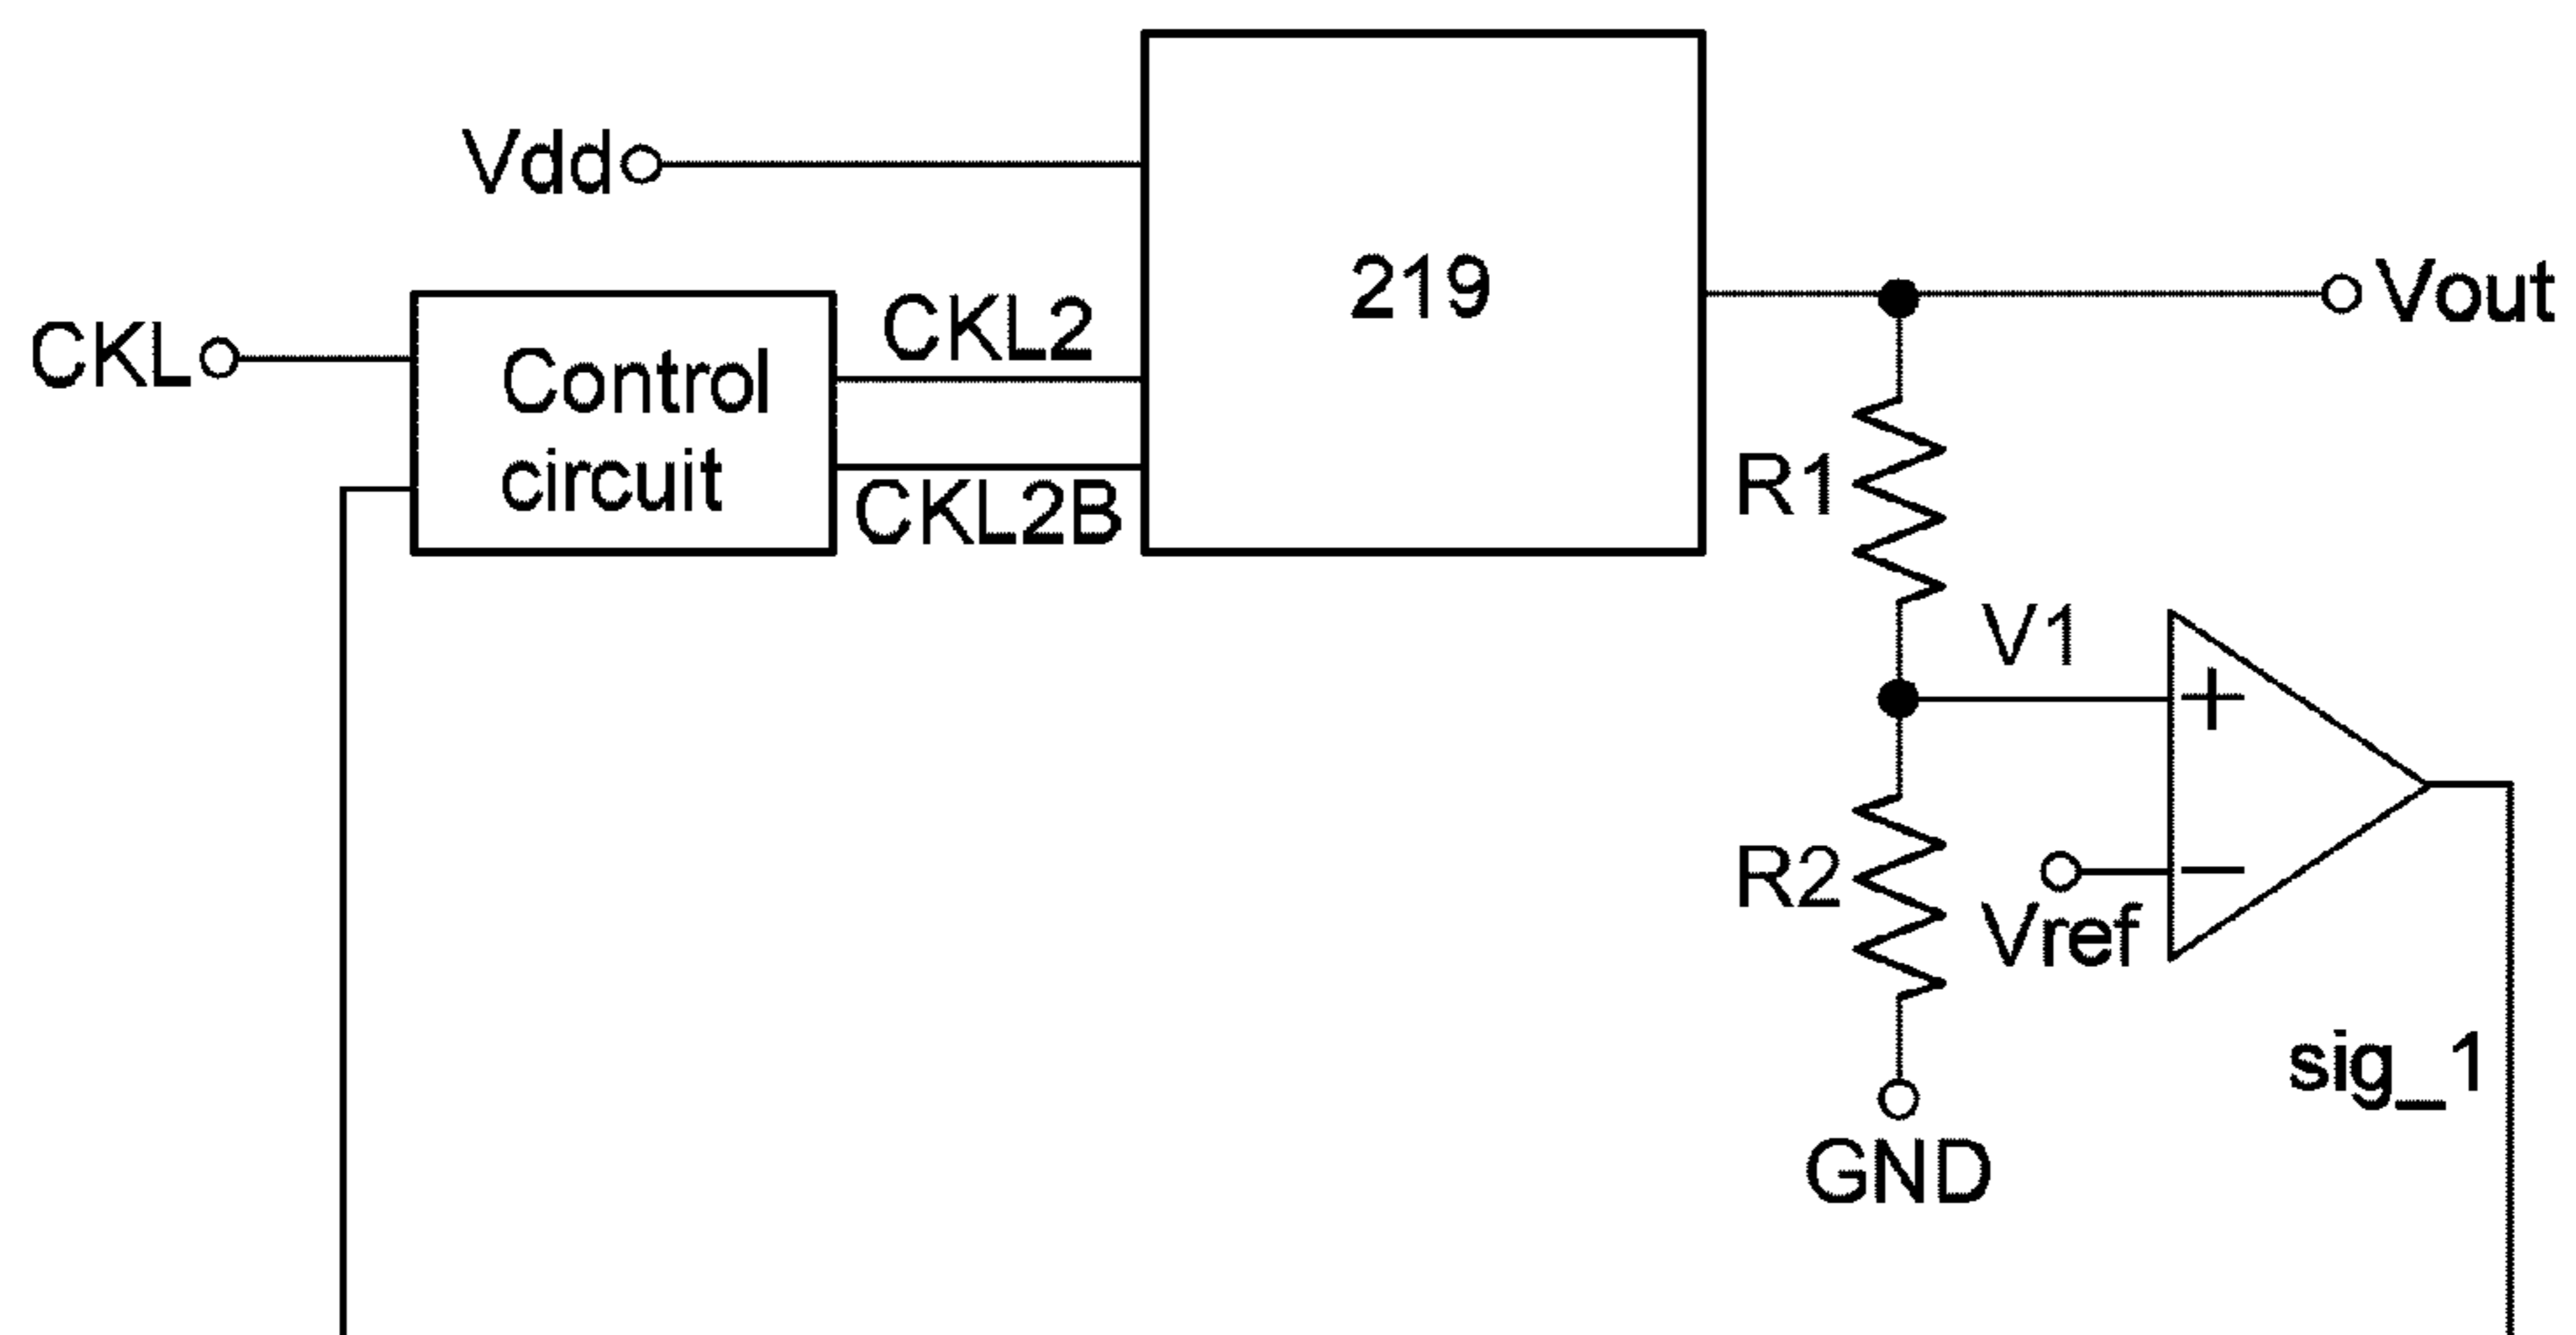 Vdd
219
Vout
CKL
Control
circuit
CKL2
CKL2B
R1
V1
+
R2
−
Vref
sig_1
GND